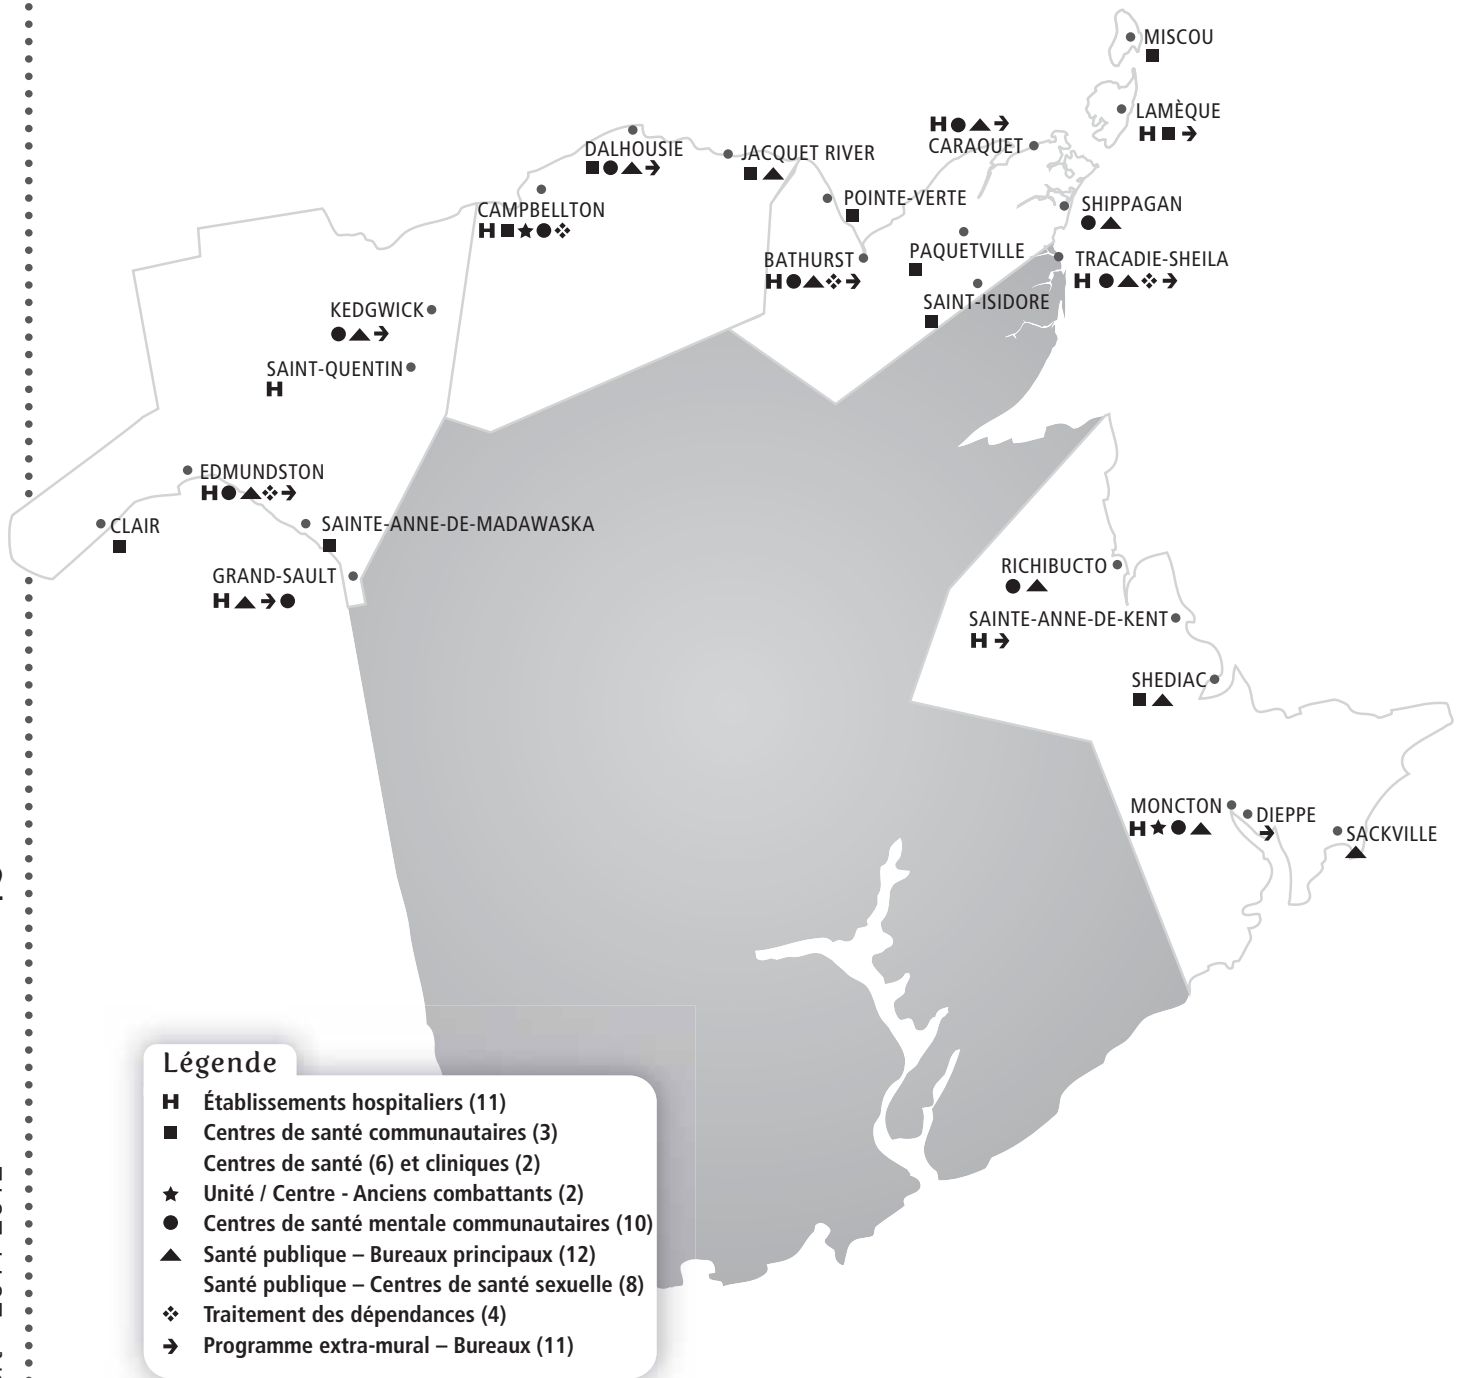 MISCOU
LAMÈQUE
H
H
CARAQUET
DALHOUSIE
JACQUET RIVER
POINTE-VERTE
SHIPPAGAN
CAMPBELLTON
H
PAQUETVILLE
BATHURST
H
TRACADIE-SHEILA
H
SAINT-ISIDORE
KEDGWICK
SAINT-QUENTIN
H
EDMUNDSTON
H
CLAIR
SAINTE-ANNE-DE-MADAWASKA
GRAND-SAULT
H
RICHIBUCTO
SAINTE-ANNE-DE-KENT
H
SHEDIAC
MONCTON
H
DIEPPE
SACKVILLE
Légende
H Établissements hospitaliers (11)
Centres de santé communautaires (3)
Centres de santé (6) et cliniques (2)
Unité / Centre - Anciens combattants (2)
Centres de santé mentale communautaires (10)
Santé publique – Bureaux principaux (12)
Santé publique – Centres de santé sexuelle (8)
Traitement des dépendances (4)
Programme extra-mural – Bureaux (11)